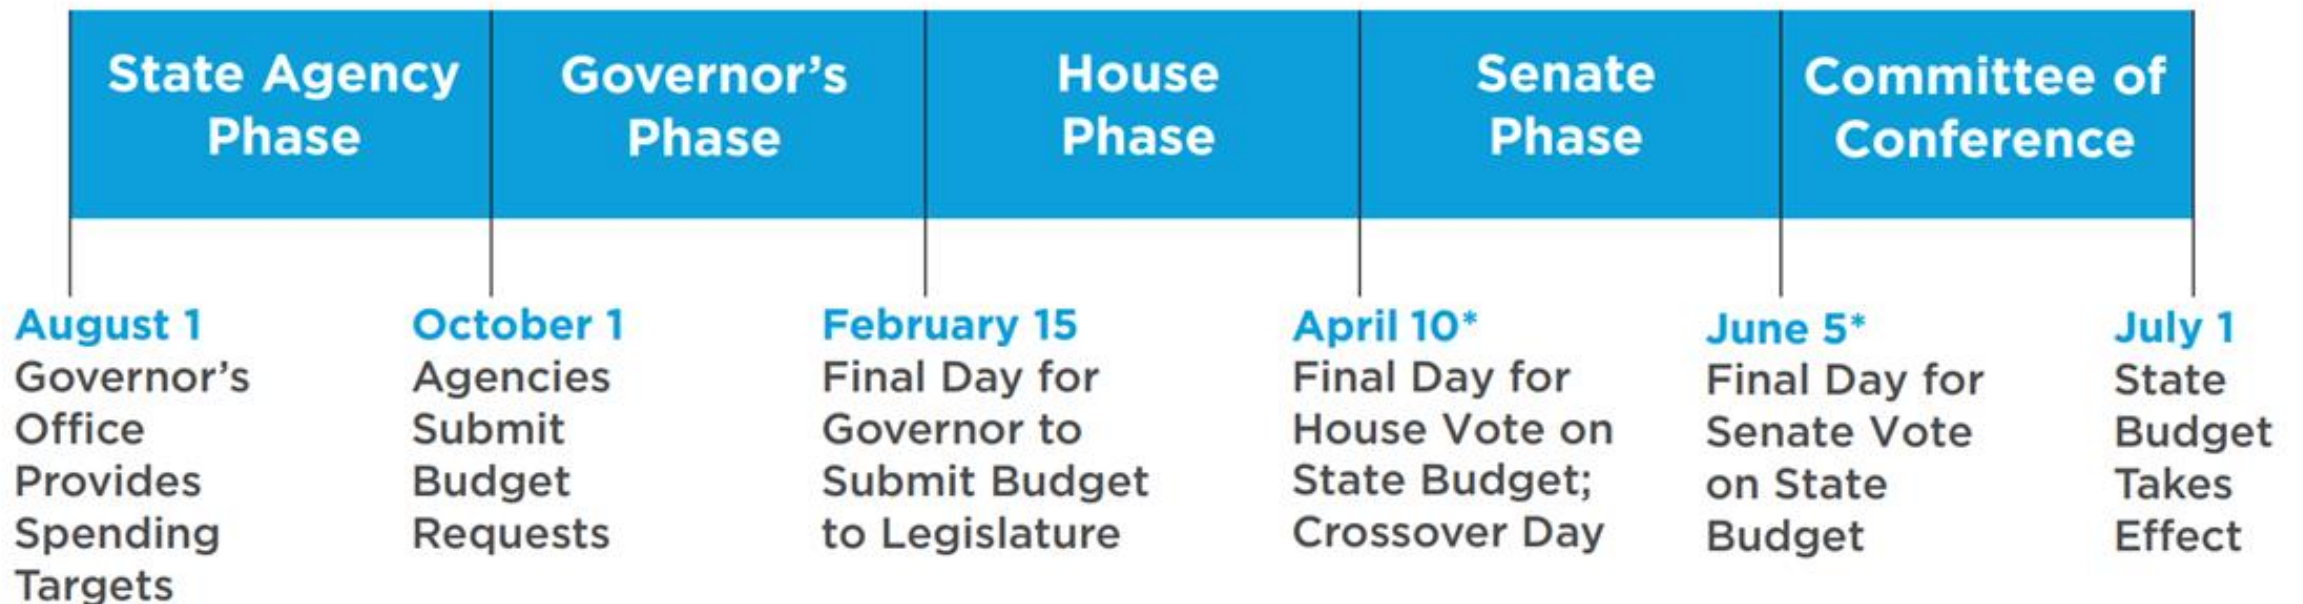 State Agency
Phase
Governor's
Phase
House
Phase
Senate
Phase
Committee of
Conference
August 1
Governor's
Office
Provides
Spending
Targets
October 1
Agencies
Submit
Budget
Requests
February 15
Final Day for
Governor to
Submit Budget
to Legislature
April 10*
Final Day for
House Vote on
State Budget;
Crossover Day
June 5*
Final Day for
Senate Vote
on State
Budget
July 1
State
Budget
Takes
Effect